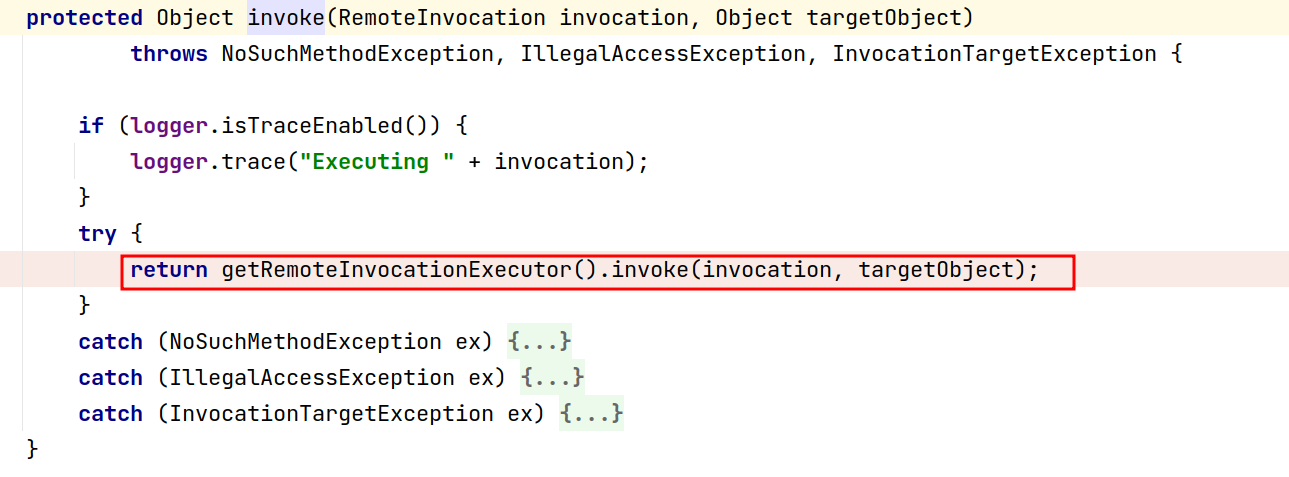 protected Object invoke(RemoteInvocation invocation, Object targetObject)
        throws NoSuchMethodException, IllegalAccessException, InvocationTargetException {
    if (logger.isTraceEnabled()) {
        logger.trace("Executing " + invocation);
    }
    try {
        return getRemoteInvocationExecutor().invoke(invocation, targetObject);
    }
    catch (NoSuchMethodException ex) {...}
    catch (IllegalAccessException ex) {...}
    catch (InvocationTargetException ex) {...}
}